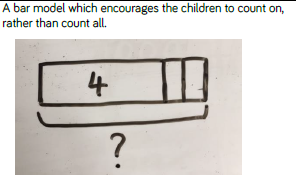 A bar model which encourages the children to count on,
rather than count all.
4
?